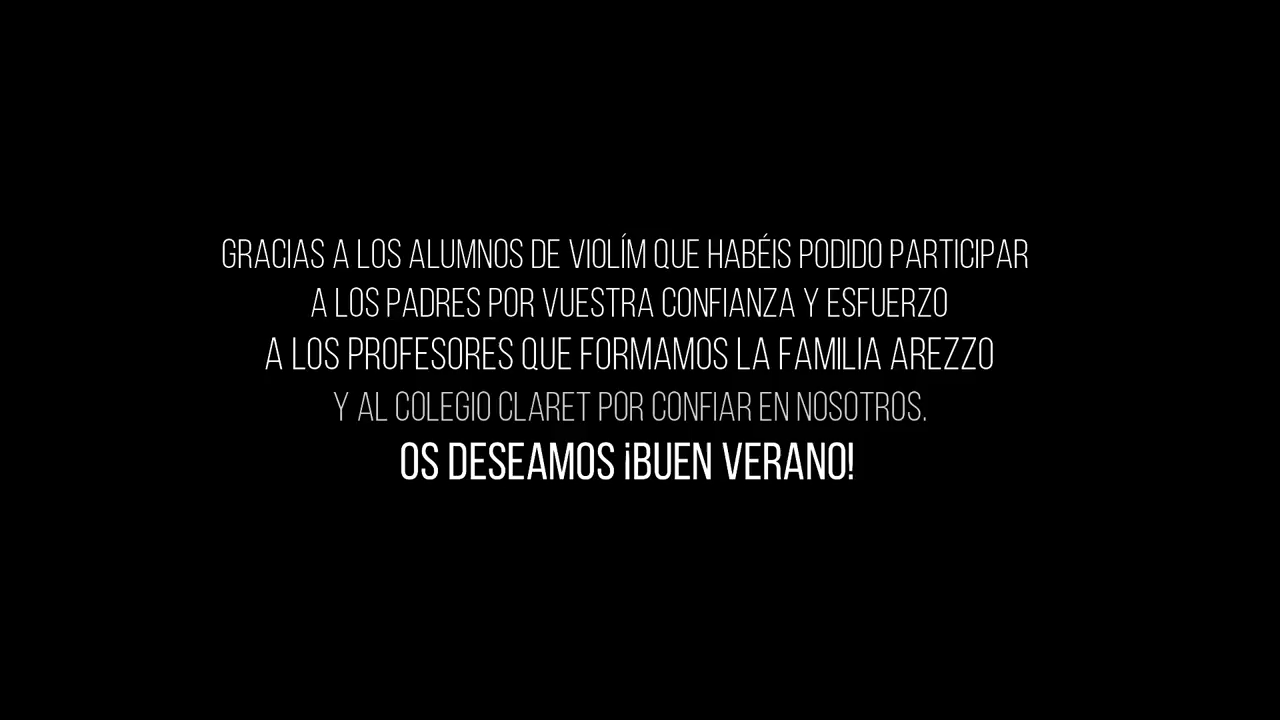 GRACIAS A LOS ALUMNOS DE VIOLÍM QUE HABÉIS PODIDO PARTICIPAR
A LOS PADRES POR VUESTRA CONFIANZA Y ESFUERZO
A LOS PROFESORES QUE FORMAMOS LA FAMILIA AREZZO
Y AL COLEGIO CLARET POR CONFIAR EN NOSOTROS.
OS DESEAMOS ¡BUEN VERANO!